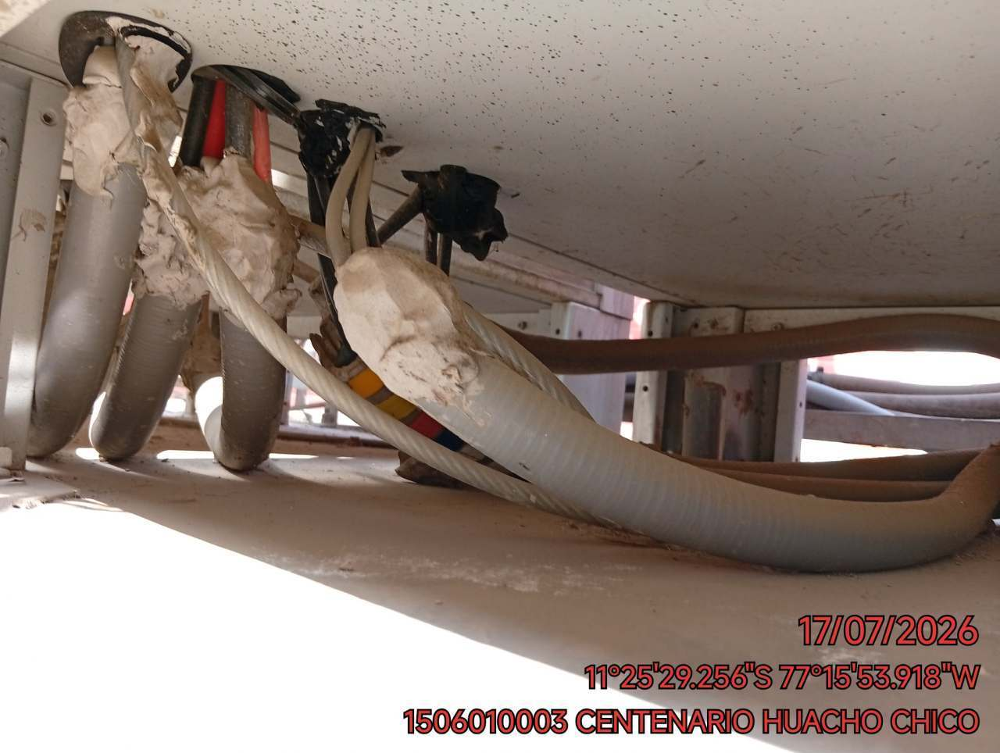 17/07/2026
11°25'29.256"S 77°15'53.918"W
1506010003 CENTENARIO HUACHO CHICO